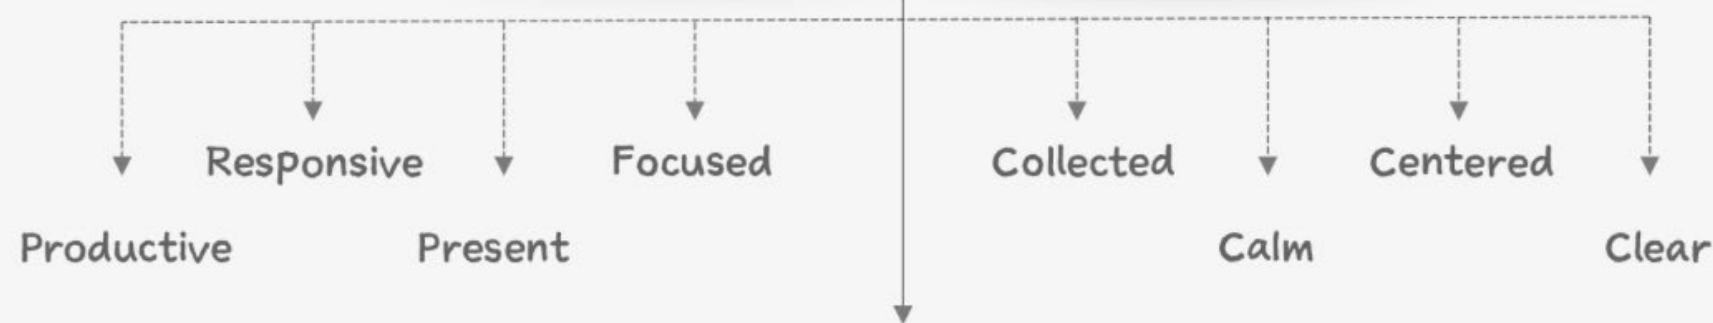 Responsive
Focused
Collected
Centered
Productive
Present
Calm
Clear